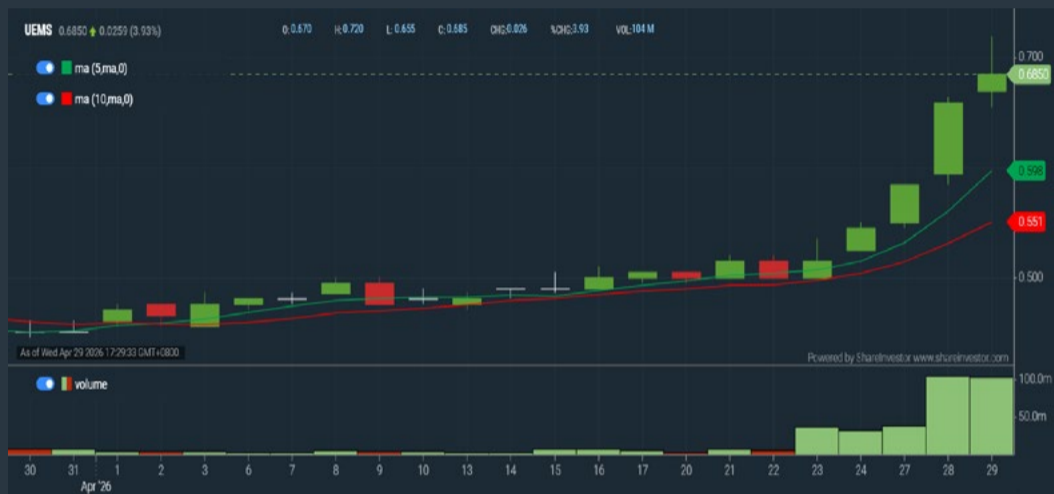 UEMS 0.6850 0.0259 (3.93%) O: 0.670 H: 0.720 L: 0.655 C: 0.685 CHG: 0.026 %CHG: 3.93 VOL: 104 M
ma (5,ma,0)
ma (10,ma,0)
0.700
0.6850
0.598
0.551
0.500
As of Wed Apr 29 2026 17:29:33 GMT+0800
Powered by ShareInvestor www.shareinvestor.com
volume
100.0m
50.0m
30 31 1 2 3 6 7 8 9 10 13 14 15 16 17 20 21 22 23 24 27 28 29
Apr '26